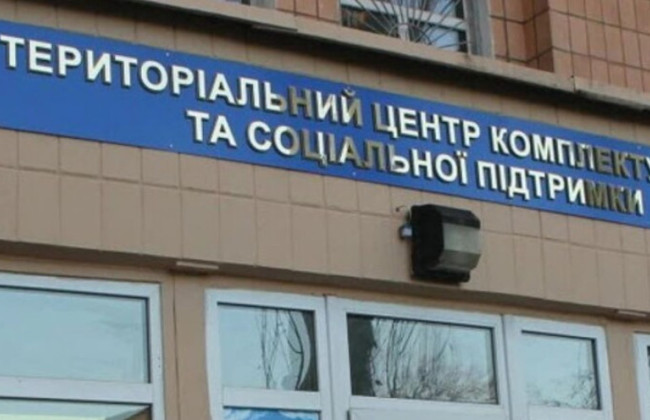 ТЕРИТОРІАЛЬНИЙ ЦЕНТР КОМПЛЕКТУ
ТА СОЦІАЛЬНОЇ ПІДТРИМКИ